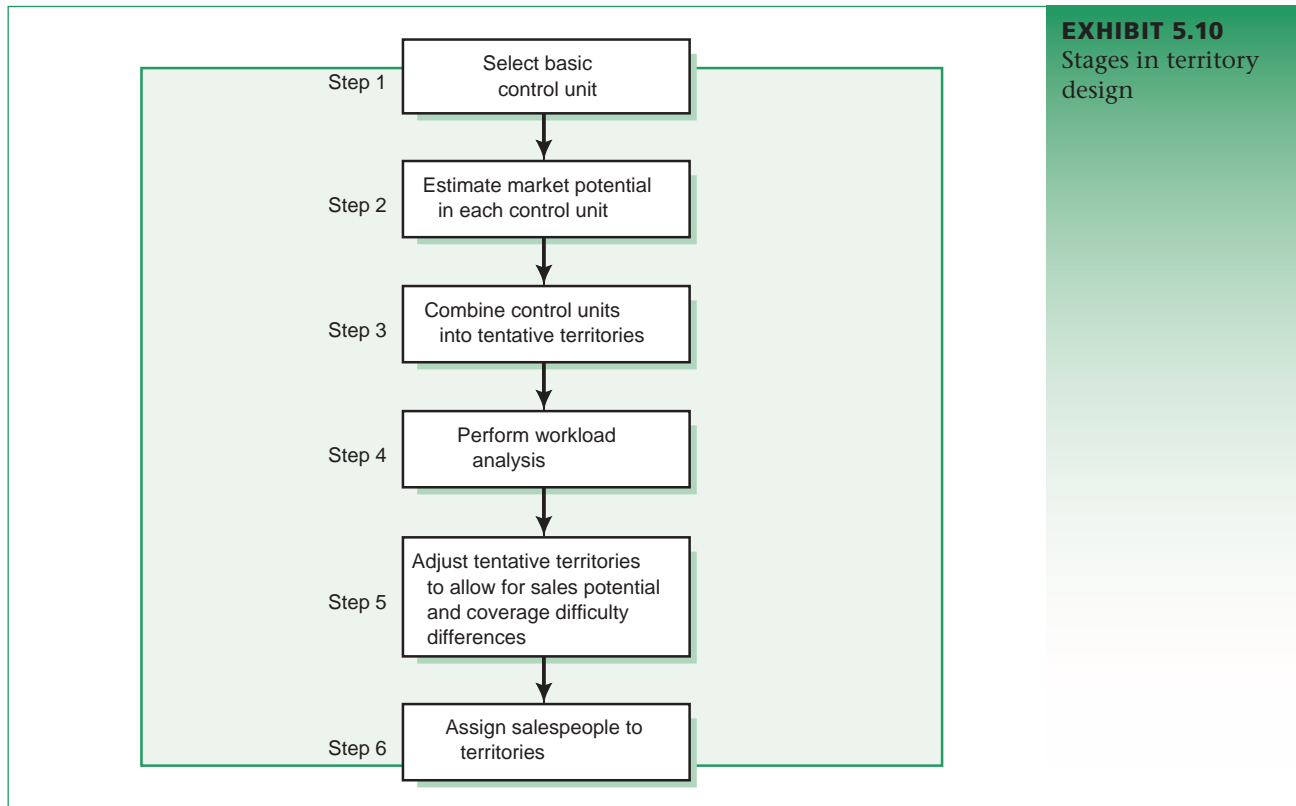 EXHIBIT 5.10
Stages in territory
design
Step 1
Select basic
control unit
Step 2
Estimate market potential
in each control unit
Step 3
Combine control units
into tentative territories
Step 4
Perform workload
analysis
Step 5
Adjust tentative territories
to allow for sales potential
and coverage difficulty
differences
Step 6
Assign salespeople to
territories